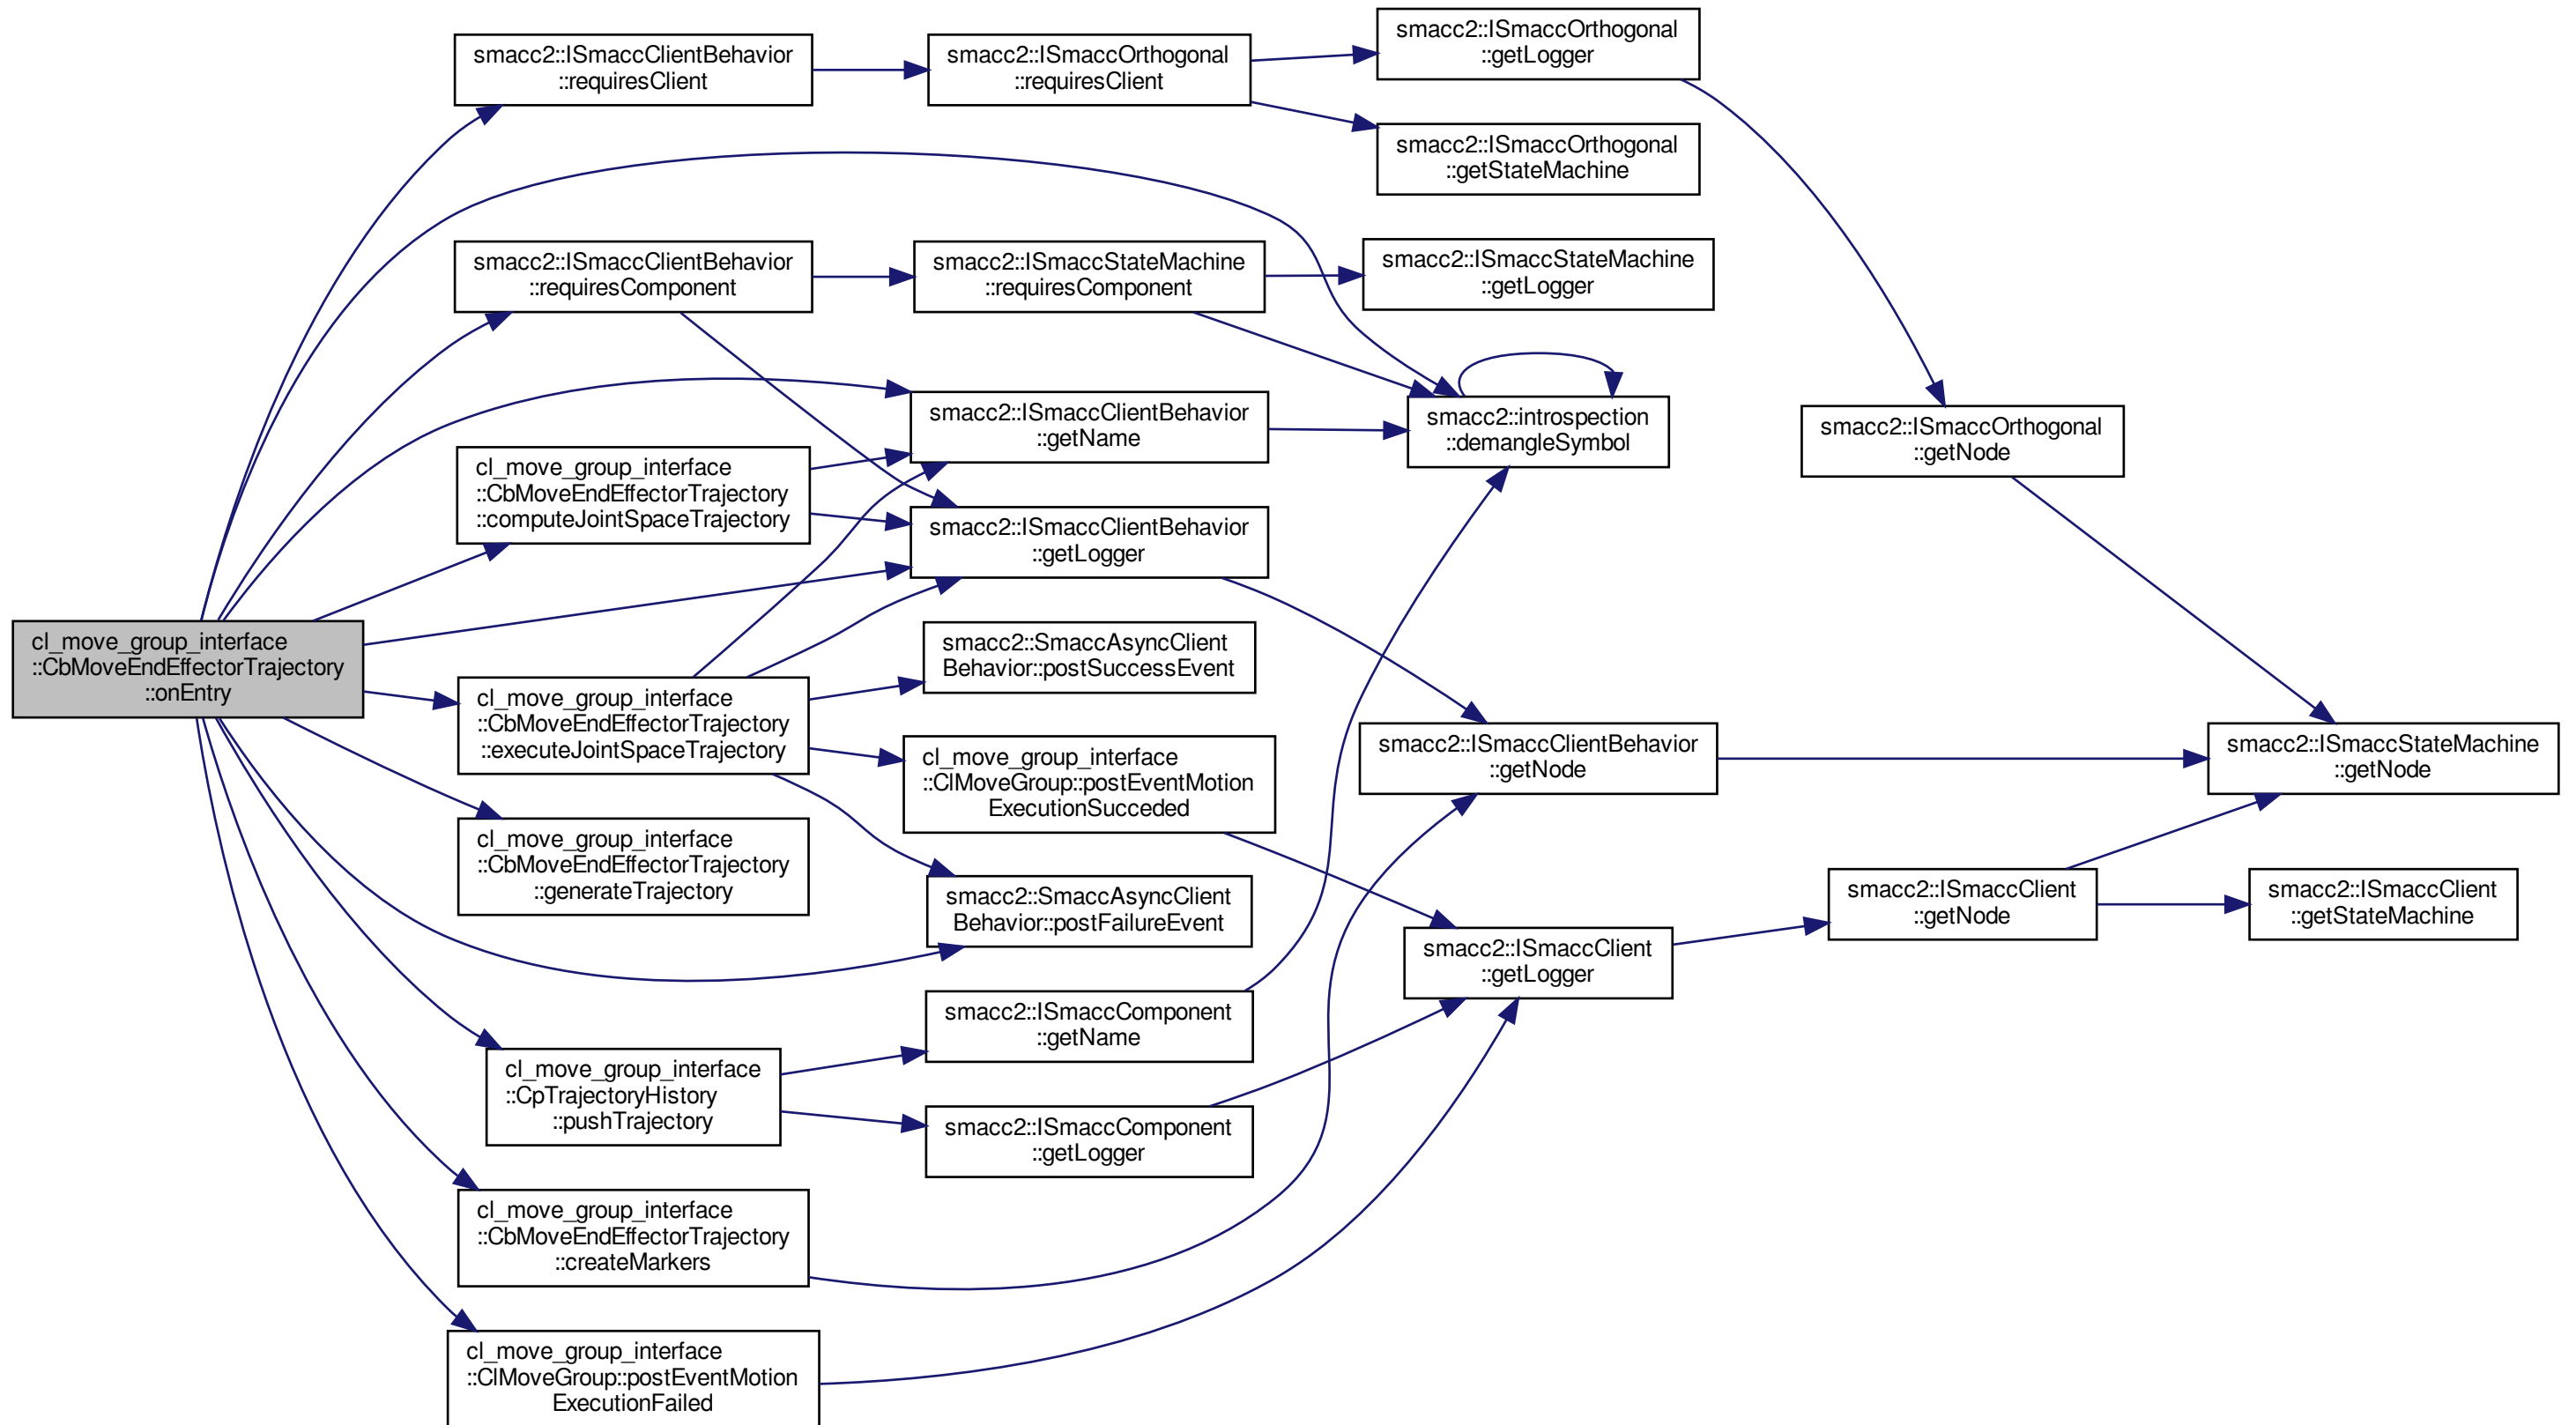 cl_move_group_interface
::CbMoveEndEffectorTrajectory
::onEntry
smacc2::ISmaccClientBehavior
::requiresClient
smacc2::ISmaccClientBehavior
::requiresComponent
cl_move_group_interface
::CbMoveEndEffectorTrajectory
::computeJointSpaceTrajectory
cl_move_group_interface
::CbMoveEndEffectorTrajectory
::executeJointSpaceTrajectory
cl_move_group_interface
::CbMoveEndEffectorTrajectory
::generateTrajectory
cl_move_group_interface
::CpTrajectoryHistory
::pushTrajectory
cl_move_group_interface
::CbMoveEndEffectorTrajectory
::createMarkers
cl_move_group_interface
::ClMoveGroup::postEventMotion
ExecutionFailed
smacc2::ISmaccOrthogonal
::requiresClient
smacc2::ISmaccStateMachine
::requiresComponent
smacc2::ISmaccClientBehavior
::getName
smacc2::ISmaccClientBehavior
::getLogger
smacc2::SmaccAsyncClient
Behavior::postSuccessEvent
cl_move_group_interface
::ClMoveGroup::postEventMotion
ExecutionSucceded
smacc2::SmaccAsyncClient
Behavior::postFailureEvent
smacc2::ISmaccComponent
::getName
smacc2::ISmaccComponent
::getLogger
smacc2::ISmaccOrthogonal
::getLogger
smacc2::ISmaccOrthogonal
::getStateMachine
smacc2::ISmaccStateMachine
::getLogger
smacc2::introspection
::demangleSymbol
smacc2::ISmaccClientBehavior
::getNode
smacc2::ISmaccClient
::getLogger
smacc2::ISmaccOrthogonal
::getNode
smacc2::ISmaccClient
::getNode
smacc2::ISmaccStateMachine
::getNode
smacc2::ISmaccClient
::getStateMachine